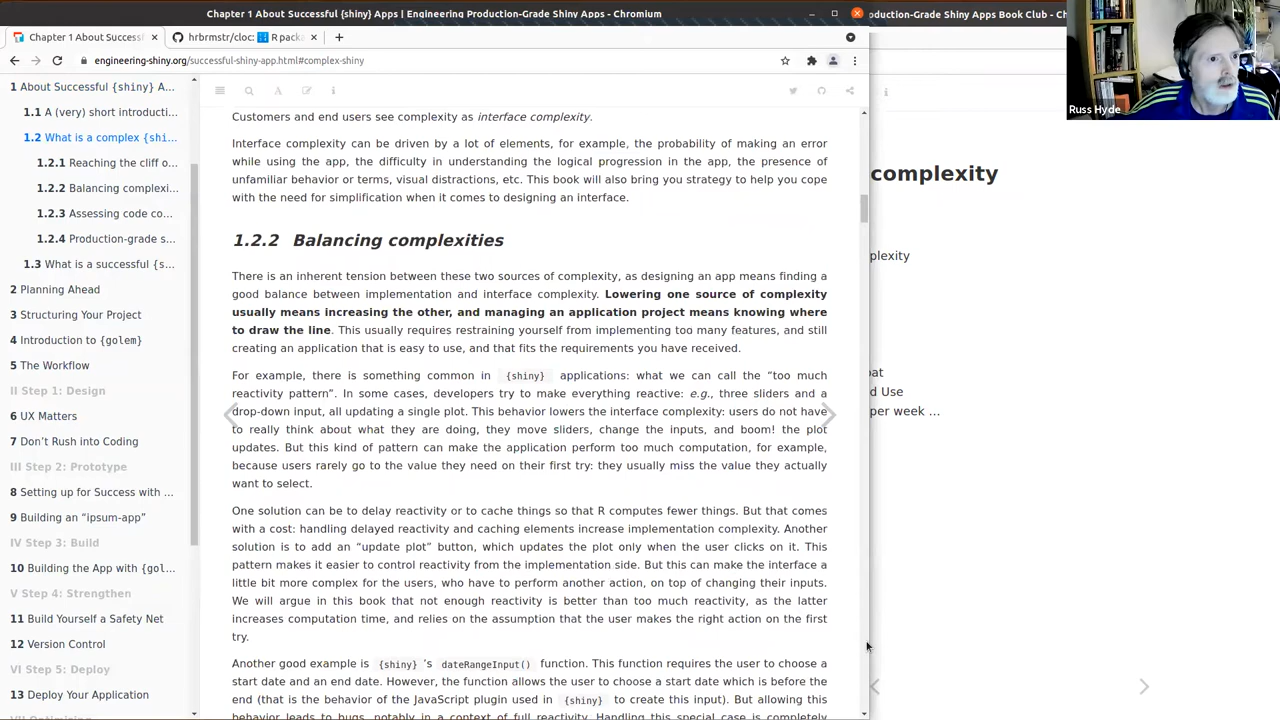 Chapter 1 About Successful {shiny} Apps | Engineering Production-Grade Shiny Apps - Chromium
oduction-Grade Shiny Apps Book Club - Ch
Chapter 1 About Successf
hrbrmstr/cloc: R pack
engineering-shiny.org/successful-shiny-app.html#complex-shiny
Russ Hyde
1 About Successful {shiny} A...
1.1 A (very) short introducti...
1.2 What is a complex {shi...
1.2.1 Reaching the cliff o...
1.2.2 Balancing complexi...
1.2.3 Assessing code co...
1.2.4 Production-grade s...
1.3 What is a successful {s...
2 Planning Ahead
3 Structuring Your Project
4 Introduction to {golem}
5 The Workflow
II Step 1: Design
6 UX Matters
7 Don't Rush into Coding
III Step 2: Prototype
8 Setting up for Success with ...
9 Building an “ipsum-app”
IV Step 3: Build
10 Building the App with {gol...
V Step 4: Strengthen
11 Build Yourself a Safety Net
12 Version Control
VI Step 5: Deploy
13 Deploy Your Application
Customers and end users see complexity as interface complexity.
Interface complexity can be driven by a lot of elements, for example, the probability of making an error
while using the app, the difficulty in understanding the logical progression in the app, the presence of
unfamiliar behavior or terms, visual distractions, etc. This book will also bring you strategy to help you cope
with the need for simplification when it comes to designing an interface.
1.2.2 Balancing complexities
There is an inherent tension between these two sources of complexity, as designing an app means finding a
good balance between implementation and interface complexity. Lowering one source of complexity
usually means increasing the other, and managing an application project means knowing where
to draw the line. This usually requires restraining yourself from implementing too many features, and still
creating an application that is easy to use, and that fits the requirements you have received.
For example, there is something common in {shiny} applications: what we can call the “too much
reactivity pattern”. In some cases, developers try to make everything reactive: e.g., three sliders and a
drop-down input, all updating a single plot. This behavior lowers the interface complexity: users do not have
to really think about what they are doing, they move sliders, change the inputs, and boom! the plot
updates. But this kind of pattern can make the application perform too much computation, for example,
because users rarely go to the value they need on their first try: they usually miss the value they actually
want to select.
One solution can be to delay reactivity or to cache things so that R computes fewer things. But that comes
with a cost: handling delayed reactivity and caching elements increase implementation complexity. Another
solution is to add an “update plot” button, which updates the plot only when the user clicks on it. This
pattern makes it easier to control reactivity from the implementation side. But this can make the interface a
little bit more complex for the users, who have to perform another action, on top of changing their inputs.
We will argue in this book that not enough reactivity is better than too much reactivity, as the latter
increases computation time, and relies on the assumption that the user makes the right action on the first
try.
Another good example is {shiny} 's dateRangeInput() function. This function requires the user to choose a
start date and an end date. However, the function allows the user to choose a start date which is before the
end (that is the behavior of the JavaScript plugin used in {shiny} to create this input). But allowing this
behavior leads to bugs, notably in a context of full reactivity. Handling this special case is completely
complexity
plexity
at
d Use
per week ...